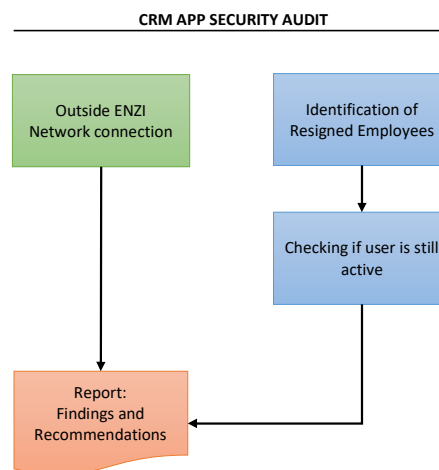 CRM APP SECURITY AUDIT
Outside ENZI
Network connection
Identification of
Resigned Employees
Checking if user is still
active
Report:
Findings and
Recommendations